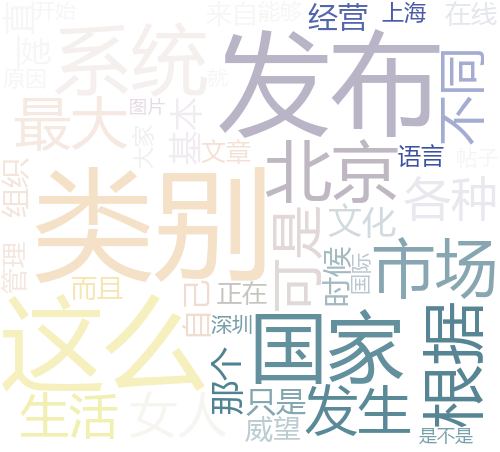 开始
来自
能够
经营
上海
在线
直
她
系统
发布
不同
原因
图片
就
最大
大家
基本
文章
北京
语言
帖子
类别
组织
可是
各种
文化
管理
而且
自己
正在
时候
国际
市场
这么
深圳
国家
根据
那个
生活
女人
只是
威望
发生
是不是